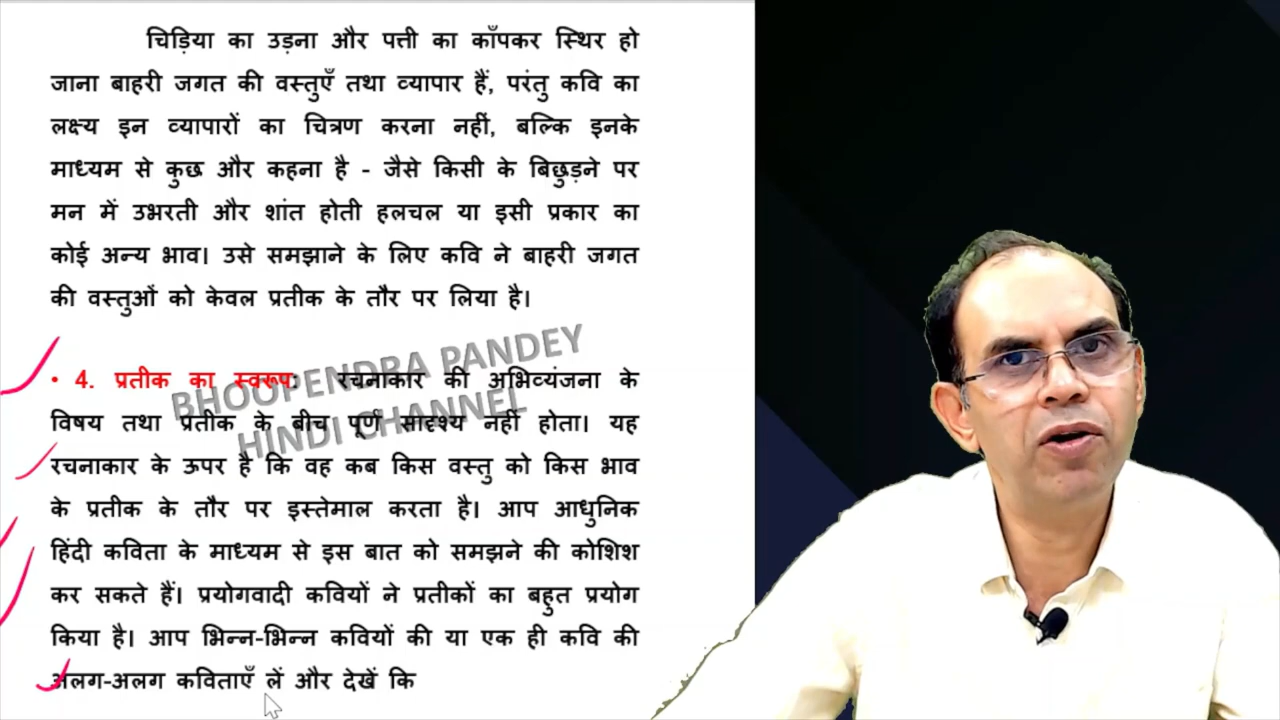 चिड़िया का उड़ना और पत्ती का काँपकर स्थिर हो
जाना बाहरी जगत की वस्तुएँ तथा व्यापार हैं, परंतु कवि का
लक्ष्य इन व्यापारों का चित्रण करना नहीं, बल्कि इनके
माध्यम से कुछ और कहना है - जैसे किसी के बिछुड़ने पर
मन में उभरती और शांत होती हलचल या इसी प्रकार का
कोई अन्य भाव। उसे समझाने के लिए कवि ने बाहरी जगत
की वस्तुओं को केवल प्रतीक के तौर पर लिया है।
• 4. प्रतीक का स्वरूप: रचनाकार की अभिव्यंजना के
विषय तथा प्रतीक के बीच पूर्ण सादृश्य नहीं होता। यह
रचनाकार के ऊपर है कि वह कब किस वस्तु को किस भाव
के प्रतीक के तौर पर इस्तेमाल करता है। आप आधुनिक
हिंदी कविता के माध्यम से इस बात को समझने की कोशिश
कर सकते हैं। प्रयोगवादी कवियों ने प्रतीकों का बहुत प्रयोग
किया है। आप भिन्न-भिन्न कवियों की या एक ही कवि की
अलग-अलग कविताएँ लें और देखें कि
BHOOPENDRA PANDEY
HINDI CHANNEL